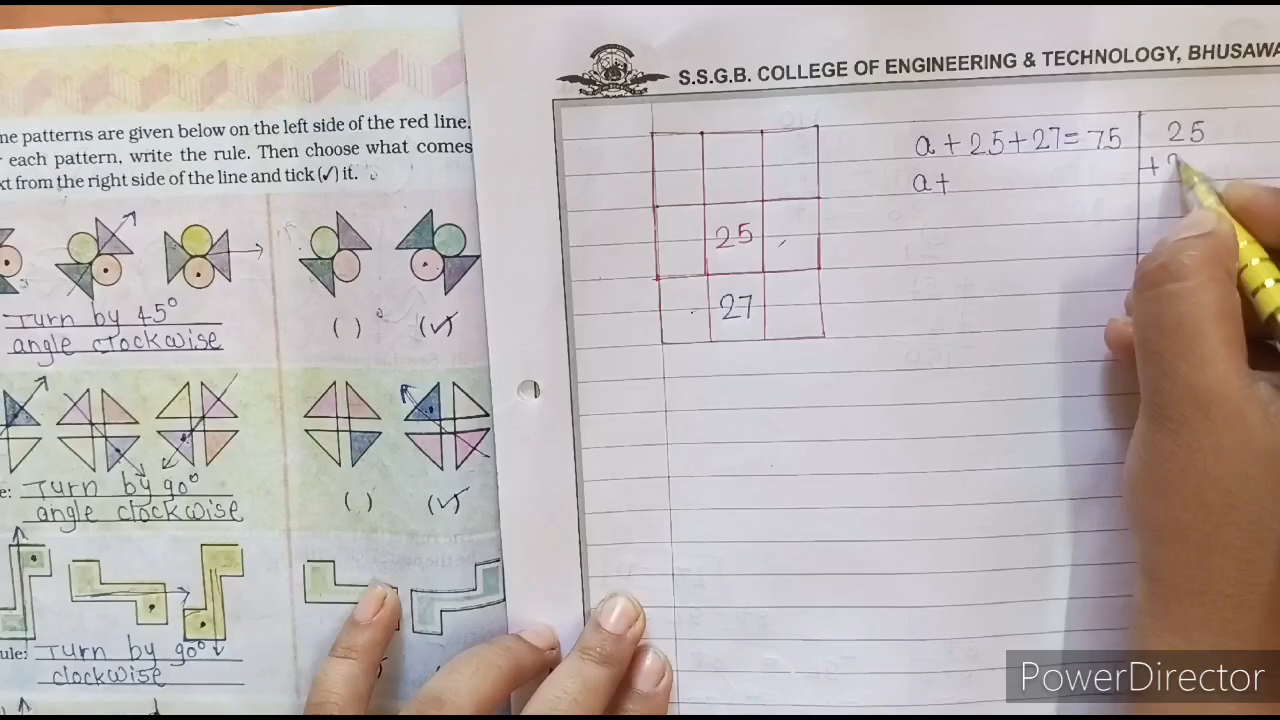 me patterns are given below on the left side of the red line.
each pattern, write the rule. Then choose what comes
xt from the right side of the line and tick (✓) it.
Turn by 45°
angle clockwise
( ) (✓)
e: Turn by 90°
angle clockwise
( ) (✓)
ule: Turn by 90°
clockwise
S.S.G.B. COLLEGE OF ENGINEERING & TECHNOLOGY, BHUSAWA
25
27
a + 25 + 27 = 75
a +
25
+
PowerDirector